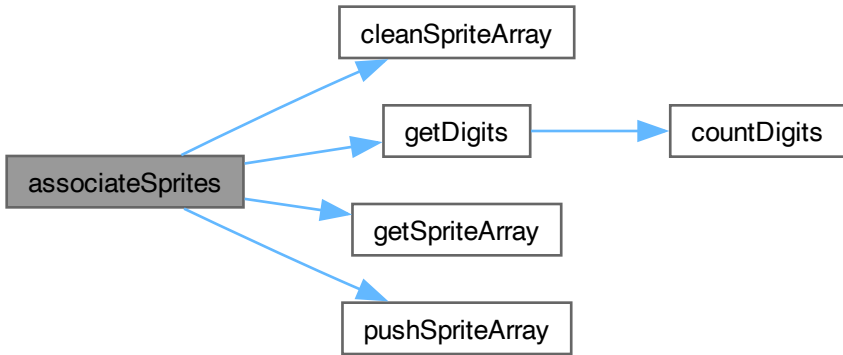 cleanSpriteArray
getDigits
countDigits
associateSprites
getSpriteArray
pushSpriteArray